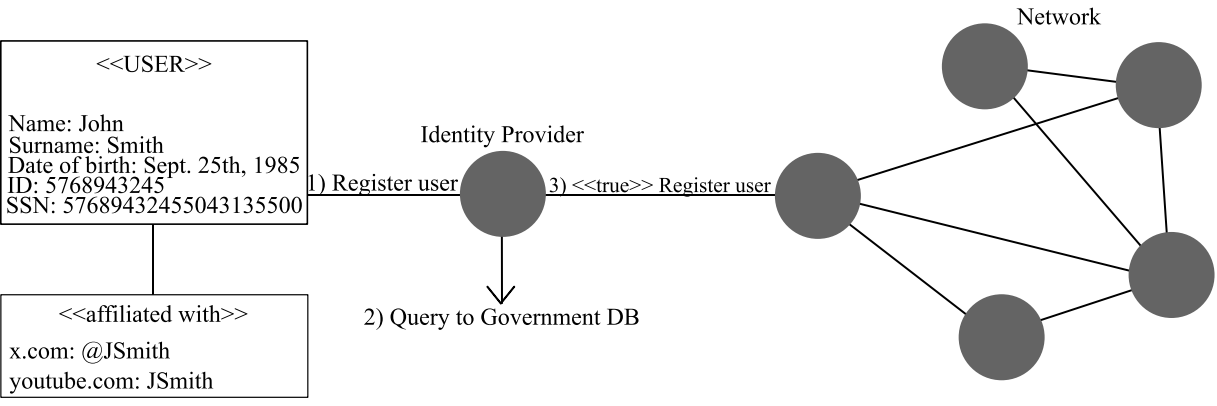 Network
<<USER>>
Name: John
Surname: Smith
Date of birth: Sept. 25th, 1985
ID: 5768943245
SSN: 57689432455043135500
Identity Provider
1) Register user
3) <<true>> Register user
2) Query to Government DB
<<affiliated with>>
x.com: @JSmith
youtube.com: JSmith